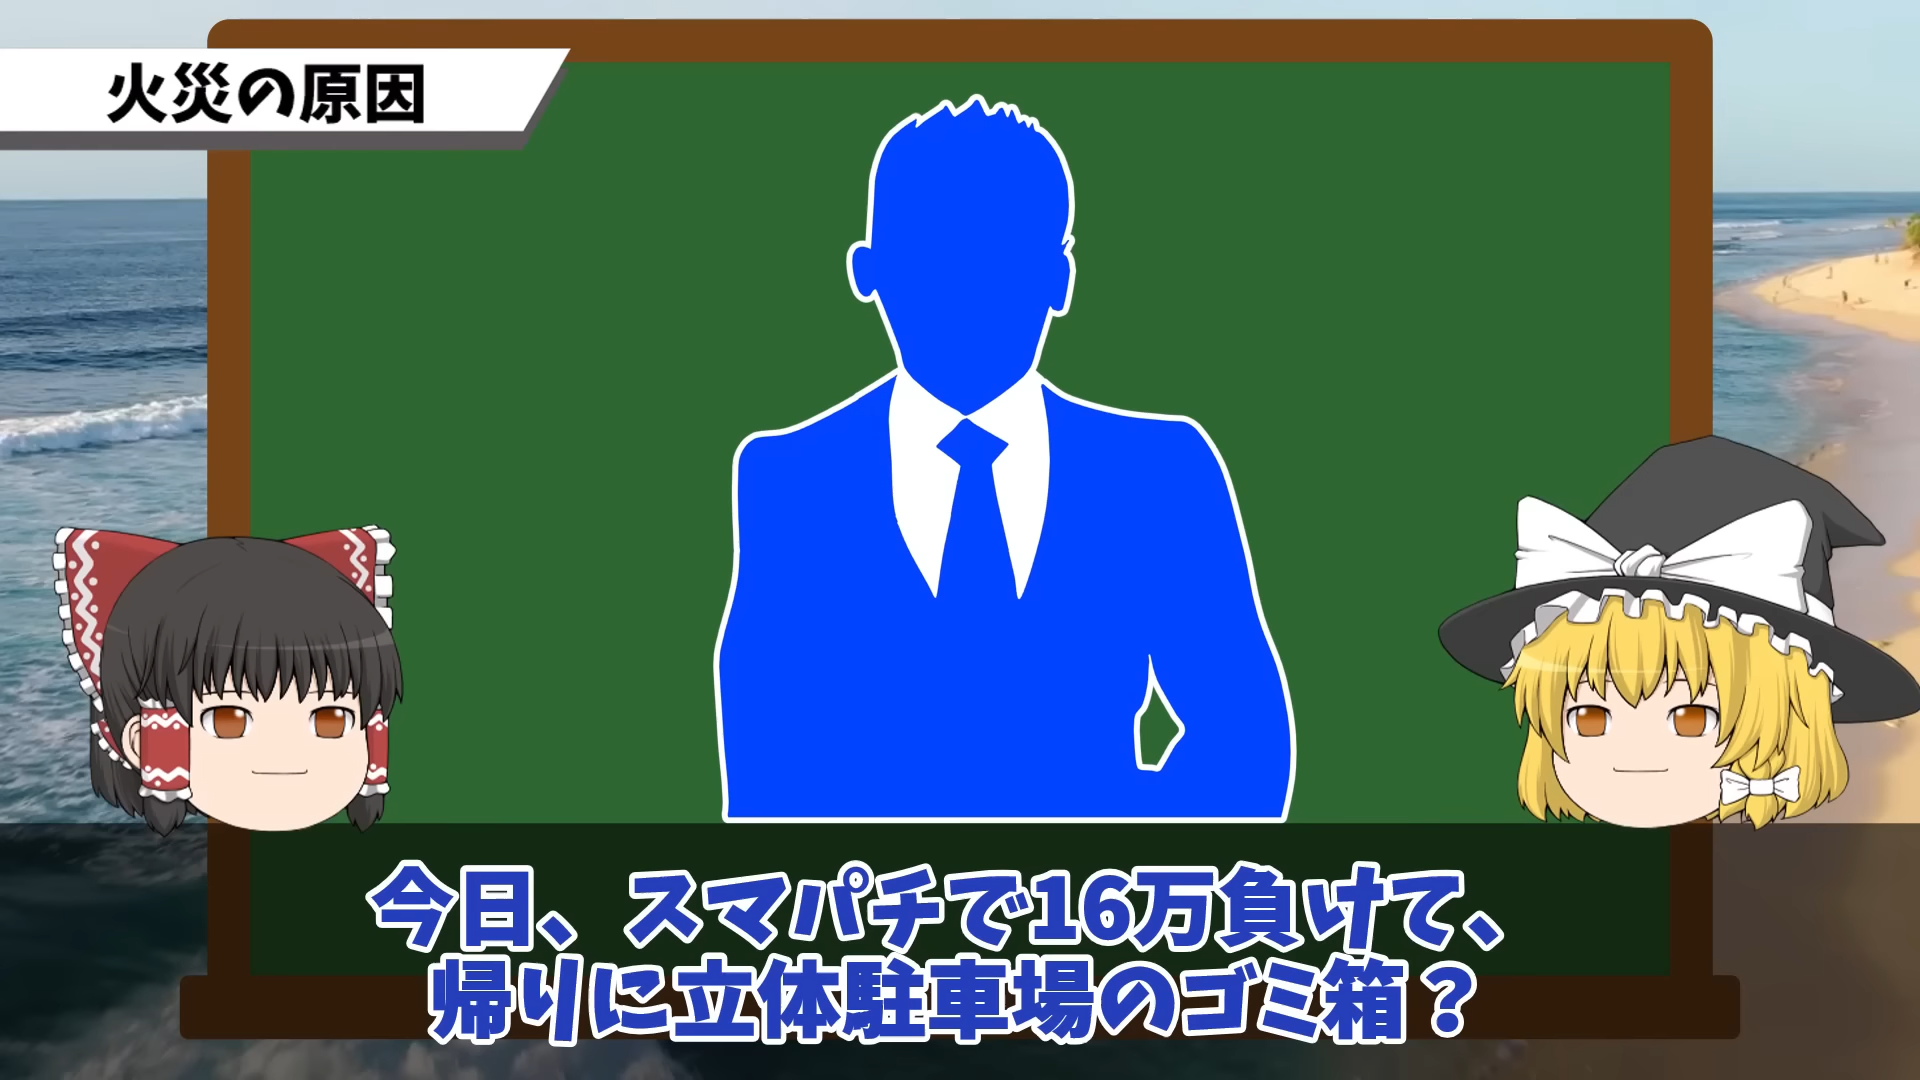 火災の原因
今日、スマパチで16万負けて、
帰りに立体駐車場のゴミ箱？